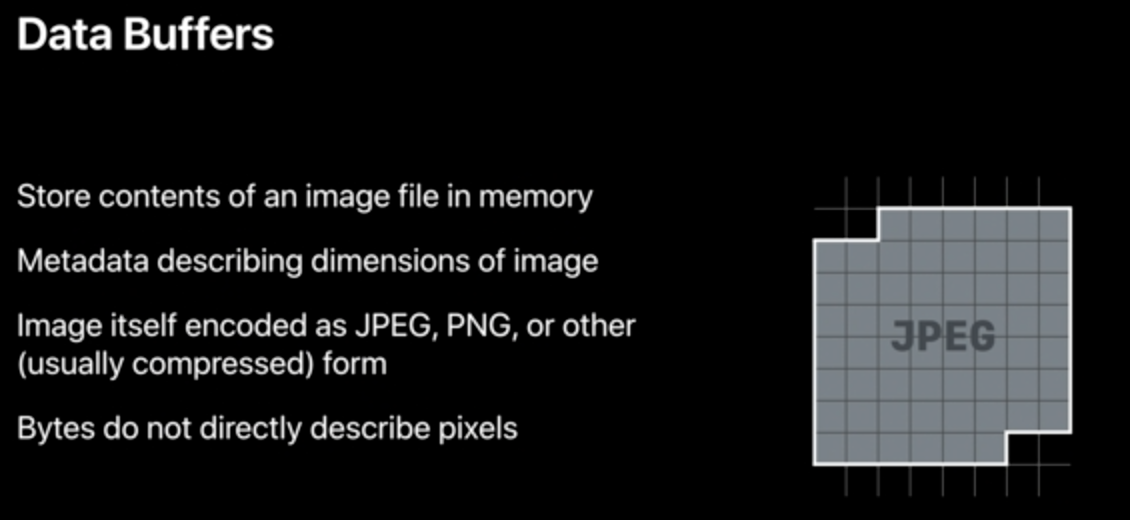 Data Buffers
Store contents of an image file in memory
Metadata describing dimensions of image
Image itself encoded as JPEG, PNG, or other
(usually compressed) form
Bytes do not directly describe pixels
JPEG